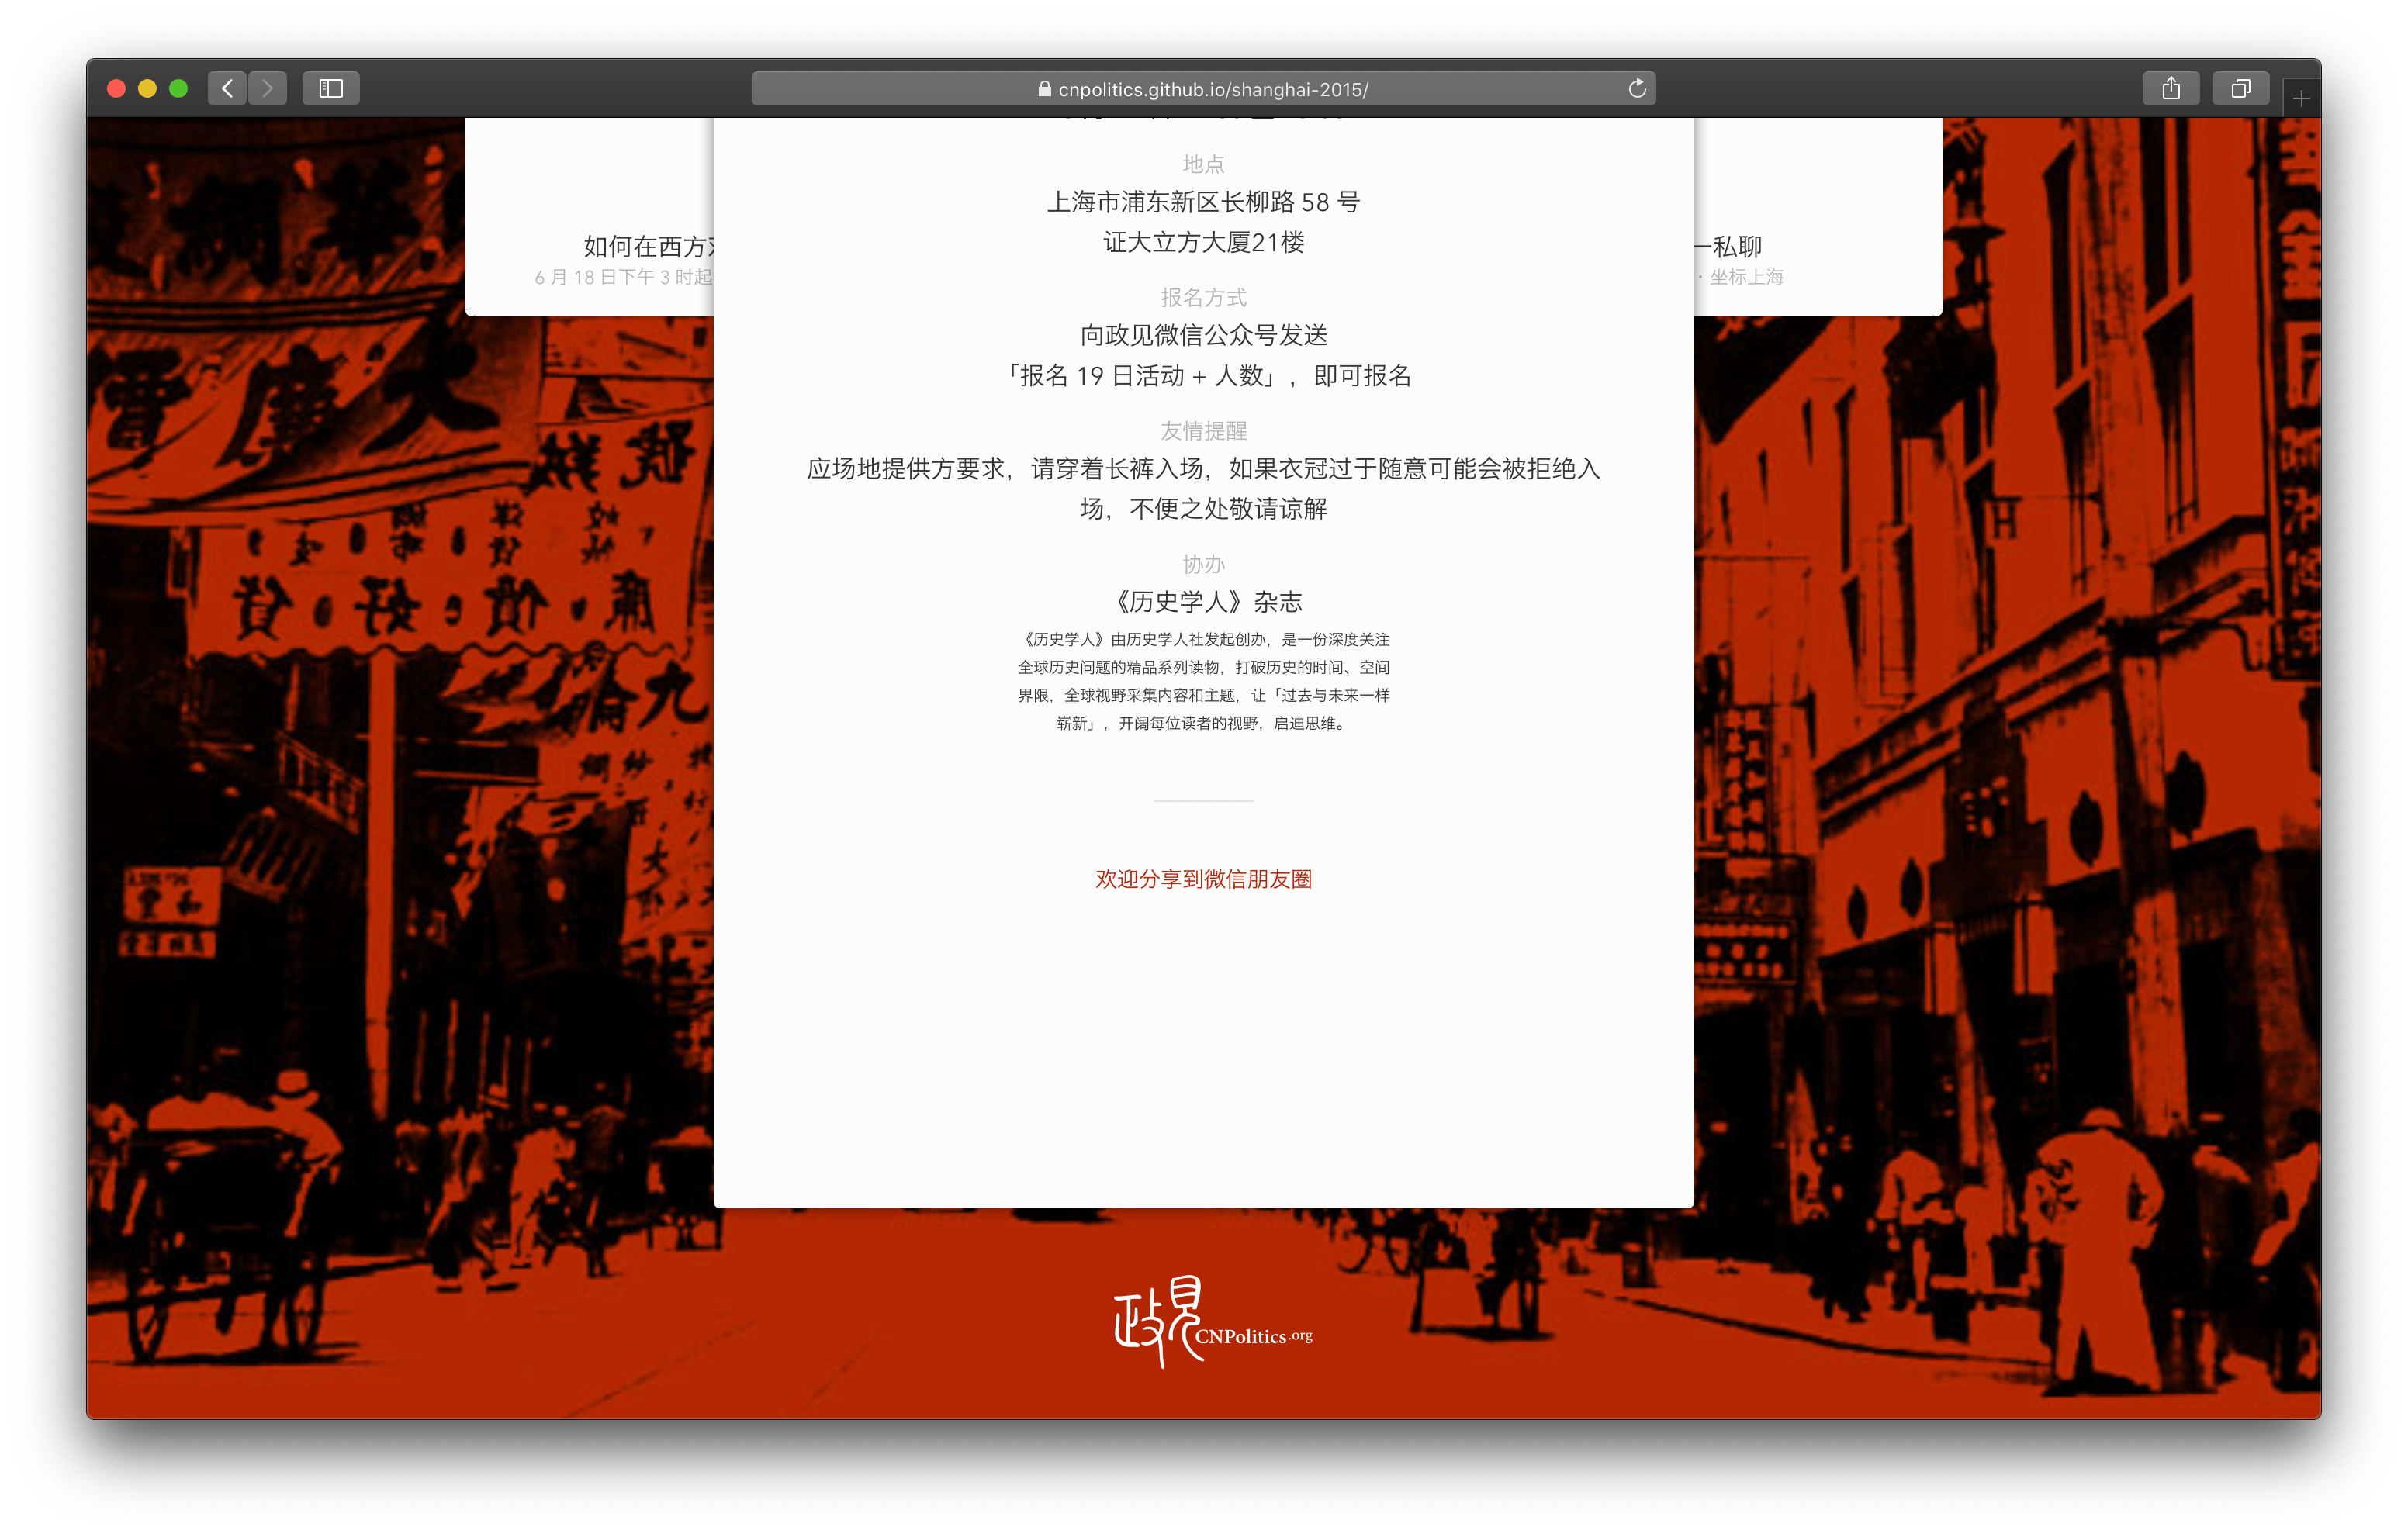 cnpolitics.github.io/shanghai-2015/
地点
上海市浦东新区长柳路 58 号
证大立方大厦21楼
如何在西方
6 月 18 日下午 3 时起
一私聊
· 坐标上海
报名方式
向政见微信公众号发送
「报名 19 日活动 + 人数」，即可报名
友情提醒
应场地提供方要求，请穿着长裤入场，如果衣冠过于随意可能会被拒绝入
场，不便之处敬请谅解
协办
《历史学人》杂志
《历史学人》由历史学人社发起创办，是一份深度关注
全球历史问题的精品系列读物，打破历史的时间、空间
界限，全球视野采集内容和主题，让「过去与未来一样
崭新」，开阔每位读者的视野，启迪思维。
欢迎分享到微信朋友圈
大廉賣
貨好價廉
九
大
H
政見
CNPolitics.org